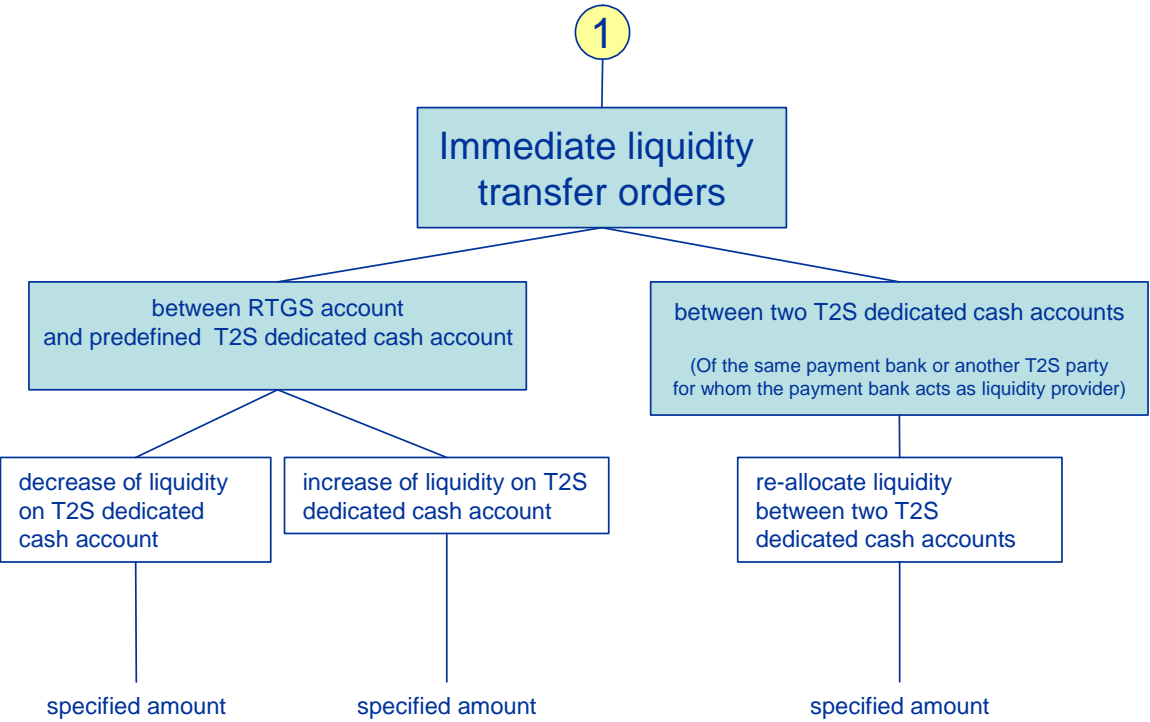 1
Immediate liquidity
transfer orders
between RTGS account
and predefined T2S dedicated cash account
between two T2S dedicated cash accounts
(Of the same payment bank or another T2S party
for whom the payment bank acts as liquidity provider)
decrease of liquidity
on T2S dedicated
cash account
increase of liquidity on T2S
dedicated cash account
re-allocate liquidity
between two T2S
dedicated cash accounts
specified amount
specified amount
specified amount